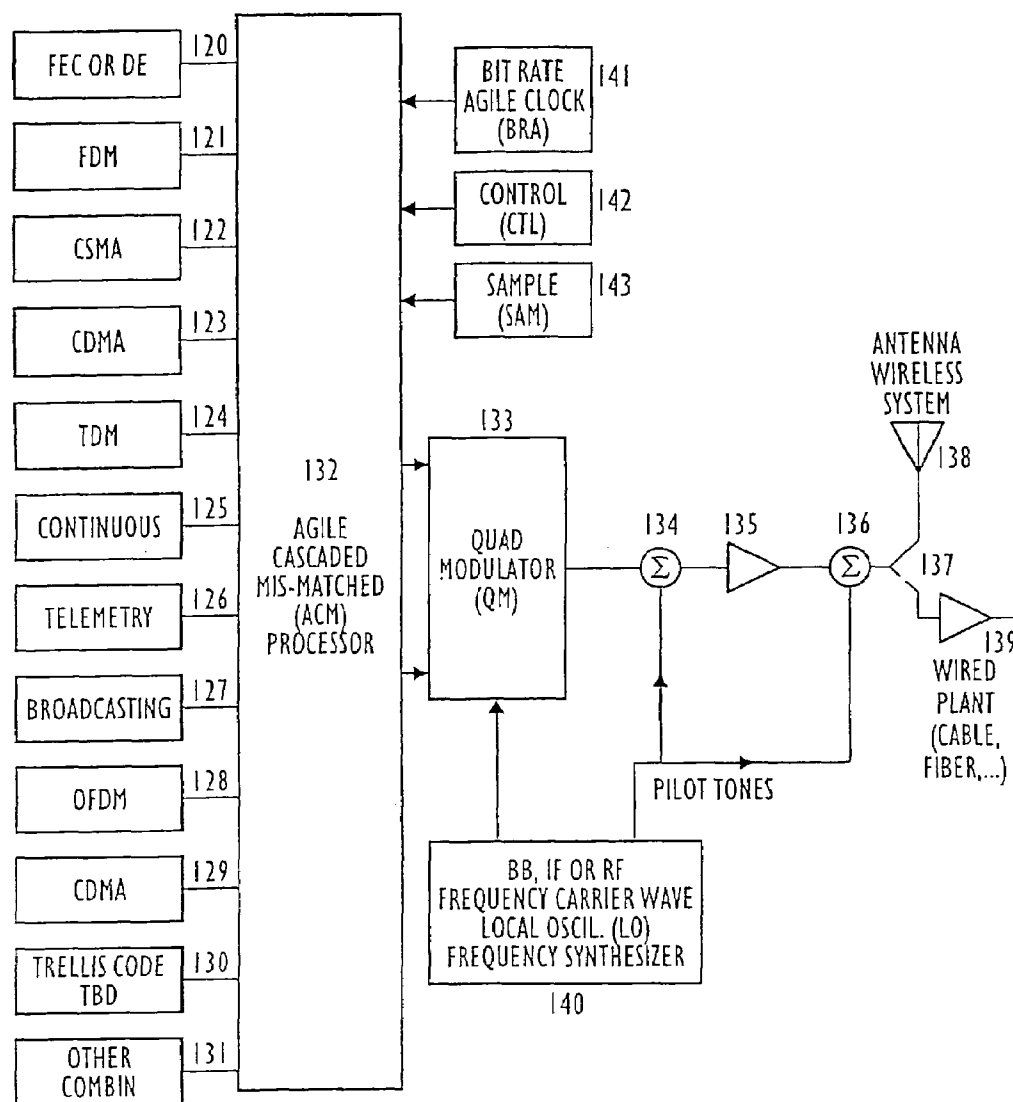 120
FEC OR DE
121
FDM
122
CSMA
123
CDMA
124
TDM
125
CONTINUOUS
126
TELEMETRY
127
BROADCASTING
128
OFDM
129
CDMA
130
TRELLIS CODE
TBD
131
OTHER
COMBIN
132
AGILE
CASCADED
MIS-MATCHED
(ACM)
PROCESSOR
BIT RATE
AGILE CLOCK
(BRA)
141
CONTROL
(CTL)
142
SAMPLE
(SAM)
143
133
QUAD
MODULATOR
(QM)
134
Σ
135
136
Σ
137
ANTENNA
WIRELESS
SYSTEM
138
139
WIRED
PLANT
(CABLE,
FIBER,...)
PILOT TONES
BB, IF OR RF
FREQUENCY CARRIER WAVE
LOCAL OSCIL. (LO)
FREQUENCY SYNTHESIZER
140